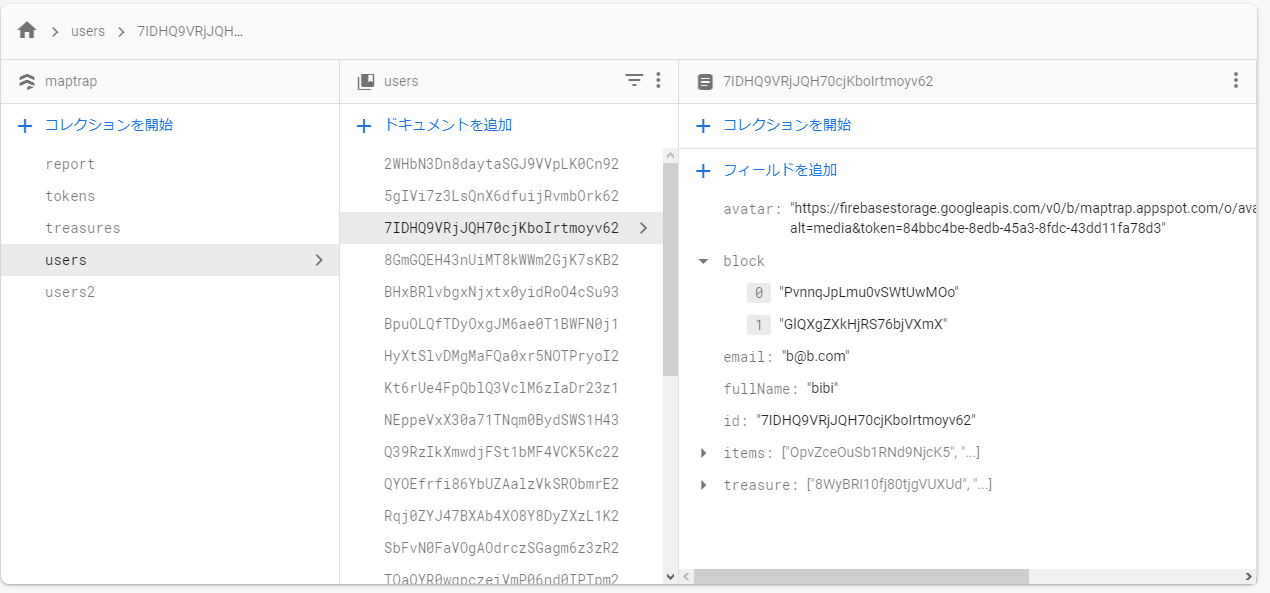 users
7IDHQ9VRjJQH...
maptrap
users
7IDHQ9VRjJQH70cjKboIrtmoyv62
コレクションを開始
ドキュメントを追加
コレクションを開始
report
tokens
treasures
users
users2
2WHbN3Dn8daytaSGJ9VVpLK0Cn92
5gIVi7z3LsQnX6dfuijRvmbOrk62
7IDHQ9VRjJQH70cjKboIrtmoyv62
8GmGQEH43nUiMT8kWWm2GjK7sKB2
BHxBRlvbgxNjxtx0yidRoO4cSu93
BpuOLQfTDyOxgJM6ae0T1BWFN0j1
HyXtSlvDMgMaFQa0xr5NOTPryoI2
Kt6rUe4FpQblQ3VclM6zIaDr23z1
NEppeVxX30a71TNqm0BydSWS1H43
Q39RzIkXmwdjFSt1bMF4VCK5Kc22
QYOEfrfi86YbUZAalzVkSRObmrE2
Rqj0ZYJ47BXAb4XO8Y8DyZXzL1K2
SbFvN0FaVOgAOdrczSGagm6z3zR2
フィールドを追加
avatar: "https://firebasestorage.googleapis.com/v0/b/maptrap.appspot.com/o/ava
alt=media&token=84bbc4be-8edb-45a3-8fdc-43dd11fa78d3"
block
0 "PvnnqJpLmu0vSWtUwMOo"
1 "GlQXgZXkHjRS76bjVXmX"
email: "b@b.com"
fullName: "bibi"
id: "7IDHQ9VRjJQH70cjKboIrtmoyv62"
items: ["OpvZceOuSb1RNd9NjcK5", "...]
treasure: ["8WyBRI10fj80tjgVUXUd", "...]